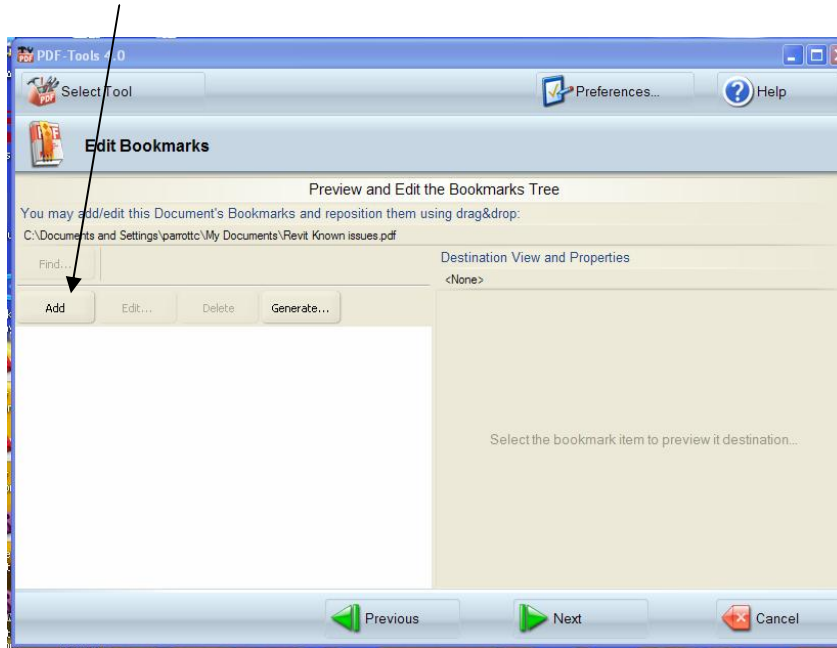 PDF-Tools 4.0
Select Tool
Preferences...
Help
Edit Bookmarks
Preview and Edit the Bookmarks Tree
You may add/edit this Document's Bookmarks and reposition them using drag&drop:
C:\Documents and Settings\parrottc\My Documents\Revit Known issues.pdf
Find...
Destination View and Properties
<None>
Add Edit... Delete Generate...
Select the bookmark item to preview it destination...
Previous
Next
Cancel